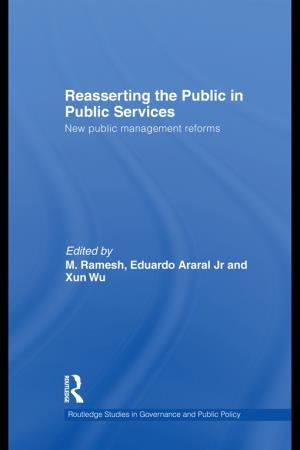 Reasserting the Public in
Public Services
New public management reforms
Edited by
M. Ramesh, Eduardo Araral Jr and
Xun Wu
ROUTLEDGE
Routledge Studies in Governance and Public Policy